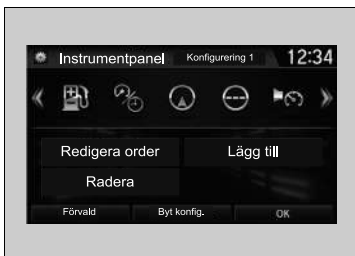 Instrumentpanel Konfigurering 1 12:34
Redigera order Lägg till
Radera
Förvald Byt konfig. OK